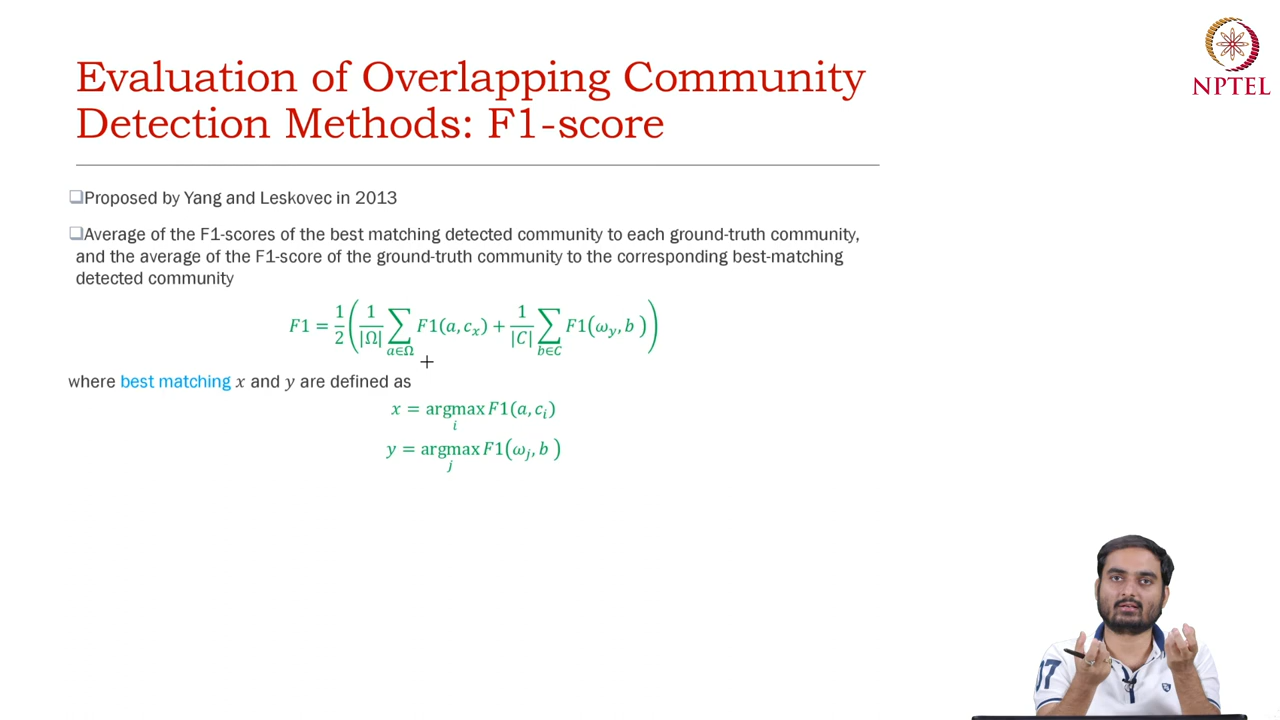 NPTEL
Evaluation of Overlapping Community
Detection Methods: F1-score
❑Proposed by Yang and Leskovec in 2013
❑Average of the F1-scores of the best matching detected community to each ground-truth community,
and the average of the F1-score of the ground-truth community to the corresponding best-matching
detected community
F1 = 1/2 ( 1/|Ω| ∑_{a∈Ω} F1(a, c_x) + 1/|C| ∑_{b∈C} F1(ω_y, b ) )
where best matching x and y are defined as
x = argmax_i F1(a, c_i)
y = argmax_j F1(ω_j, b )
37